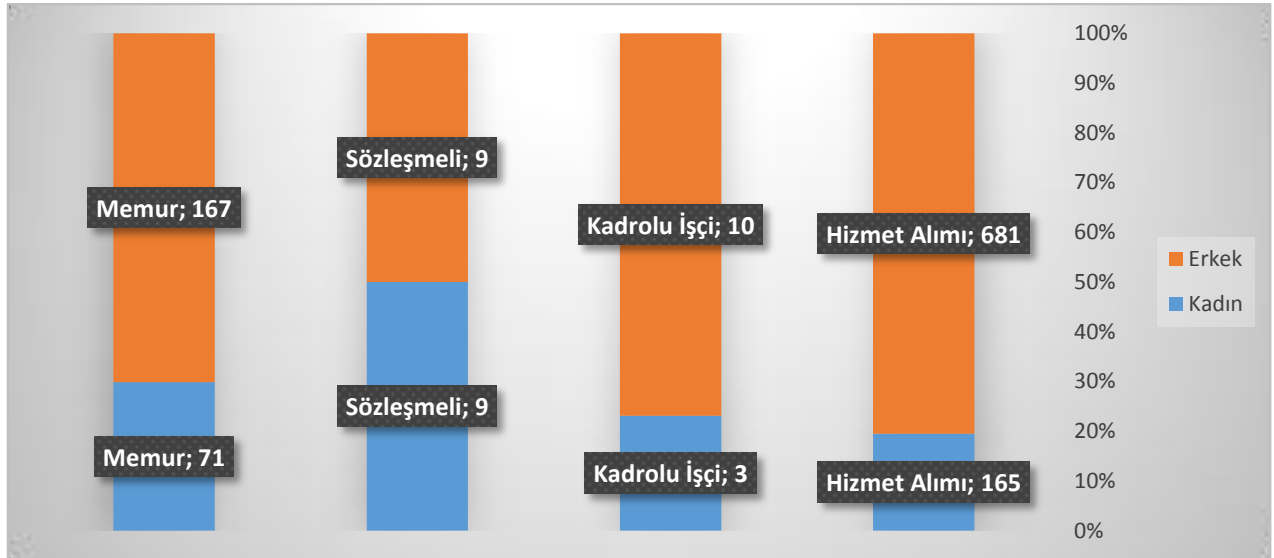 100%
90%
80%
70%
60%
50%
40%
30%
20%
10%
0%
Sözleşmeli; 9
Memur; 167
Kadrolu İşçi; 10
Hizmet Alımı; 681
Sözleşmeli; 9
Memur; 71
Kadrolu İşçi; 3
Hizmet Alımı; 165
Erkek
Kadın